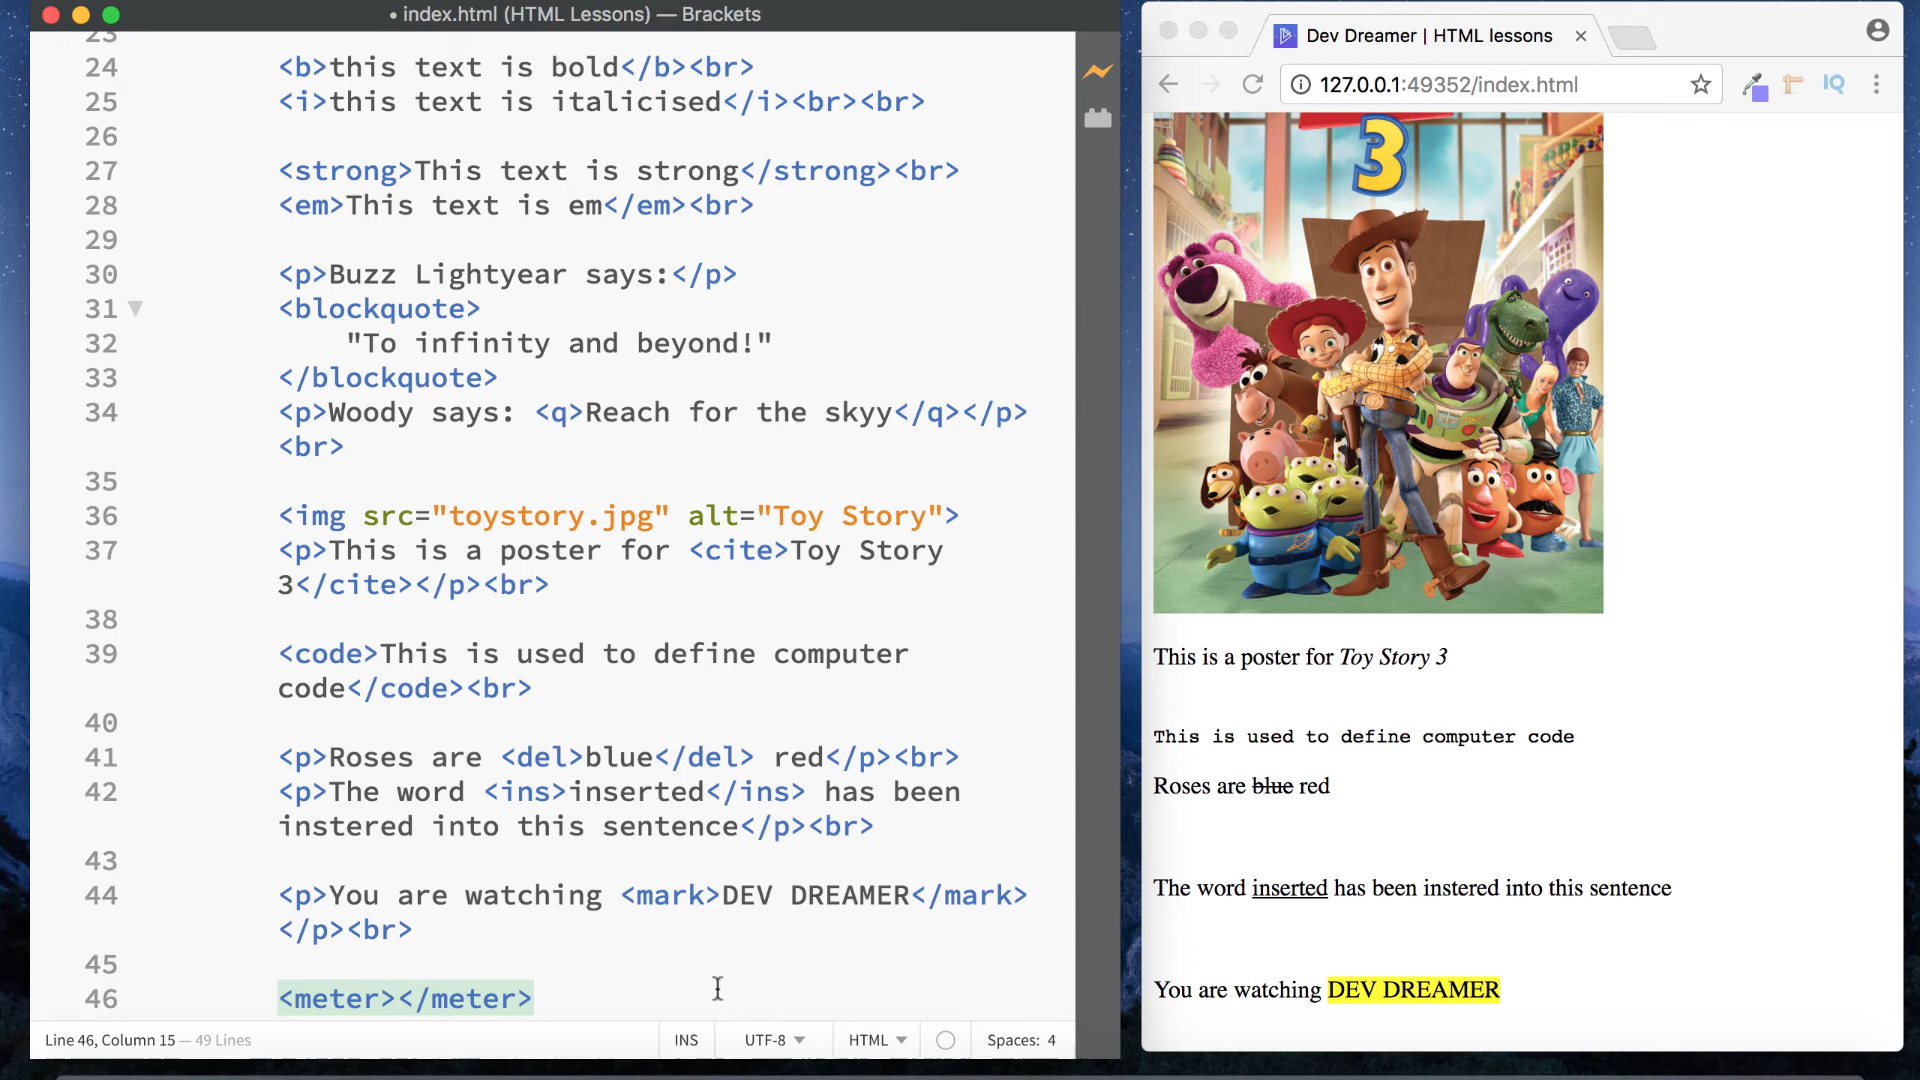 • index.html (HTML Lessons) — Brackets
23
24 <b>this text is bold</b><br>
25 <i>this text is italicised</i><br><br>
26
27 <strong>This text is strong</strong><br>
28 <em>This text is em</em><br>
29
30 <p>Buzz Lightyear says:</p>
31 <blockquote>
32 "To infinity and beyond!"
33 </blockquote>
34 <p>Woody says: <q>Reach for the skyy</q></p>
<br>
35
36 <img src="toystory.jpg" alt="Toy Story">
37 <p>This is a poster for <cite>Toy Story
3</cite></p><br>
38
39 <code>This is used to define computer
code</code><br>
40
41 <p>Roses are <del>blue</del> red</p><br>
42 <p>The word <ins>inserted</ins> has been
instered into this sentence</p><br>
43
44 <p>You are watching <mark>DEV DREAMER</mark>
</p><br>
45
46 <meter></meter>
Line 46, Column 15 — 49 Lines
INS
UTF-8
HTML
Spaces: 4
Dev Dreamer | HTML lessons
127.0.0.1:49352/index.html
IQ
3
This is a poster for Toy Story 3
This is used to define computer code
Roses are blue red
The word inserted has been instered into this sentence
You are watching DEV DREAMER